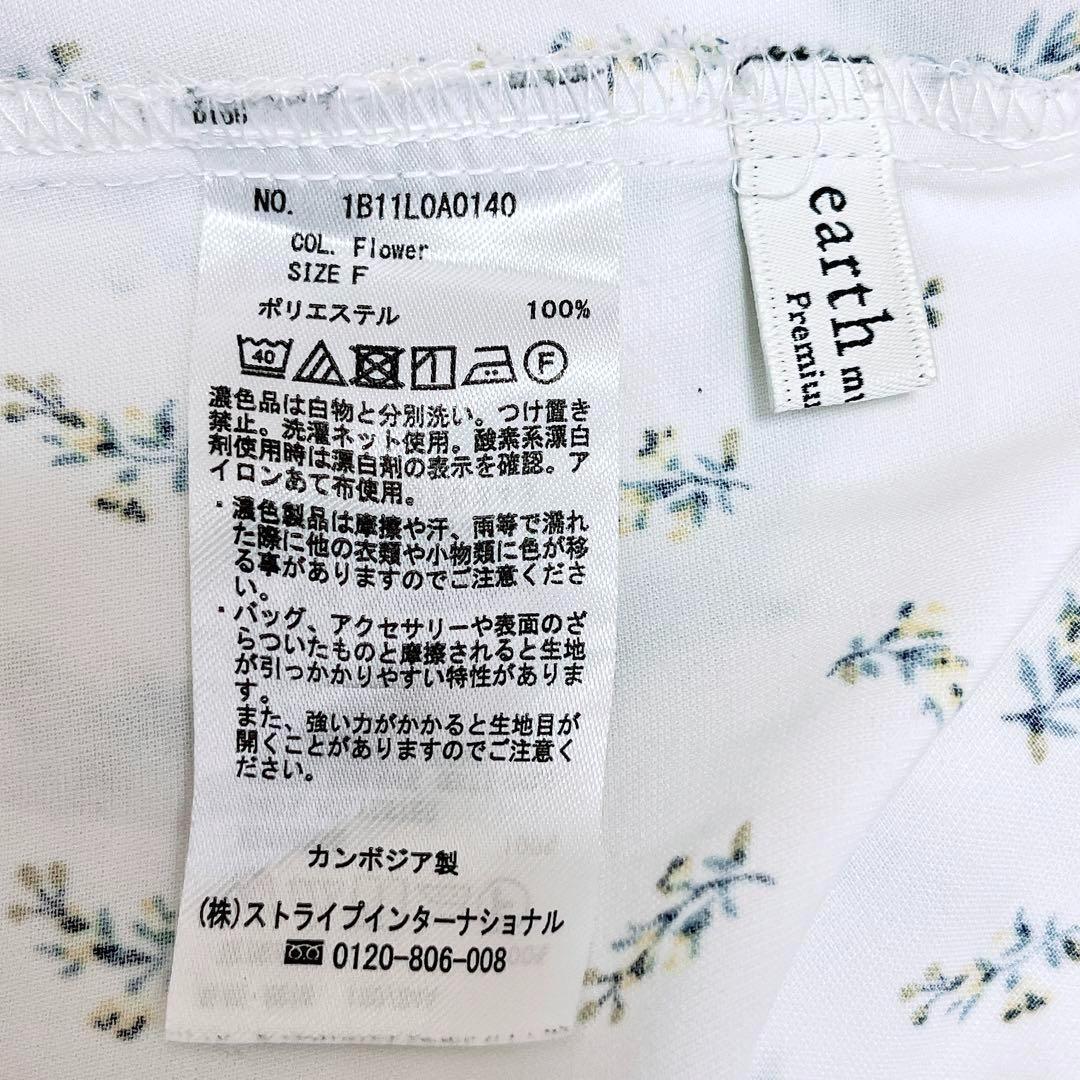 NO. 1B11L0A0140
COL. Flower
SIZE F
ポリエステル 100%
40
F
濃色品は白物と分別洗い。つけ置き
禁止。洗濯ネット使用。酸素系漂白
剤使用時は漂白剤の表示を確認。ア
イロンあて布使用。
・濃色製品は摩擦や汗、雨等で濡れ
た際に他の衣類や小物類に色が移
る事がありますのでご注意くださ
い。
・バッグ、アクセサリーや表面のざ
らついたものと摩擦されると生地
が引っかかりやすい特性がありま
す。
また、強い力がかかると生地目が
開くことがありますのでご注意く
ださい。
カンボジア製
(株)ストライプインターナショナル
0120-806-008
earth